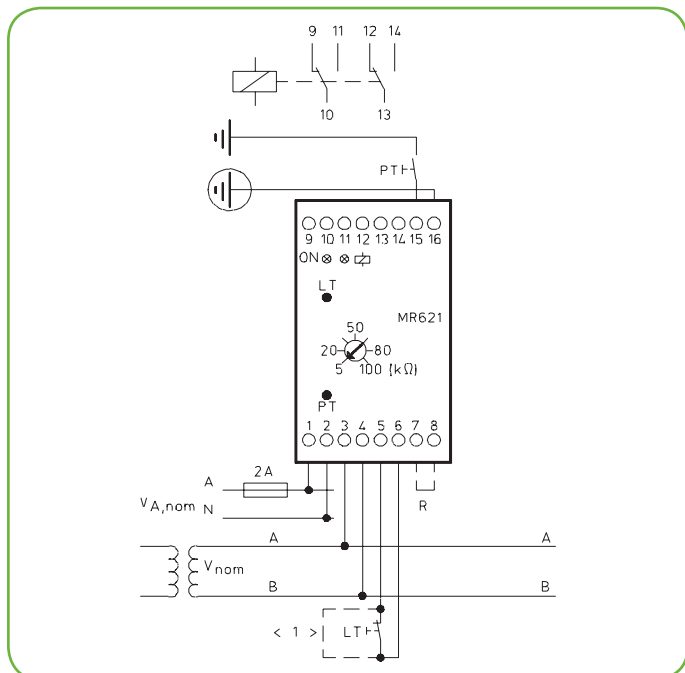 9 11 12 14
10 13
PT
9 10 11 12 13 14 15 16
ON
LT
MR621
50
20 80
5 100 (kΩ)
PT
1 2 3 4 5 6 7 8
2A
A
R
VA,nom N
A A
Vnom
B B
< 1 > LT